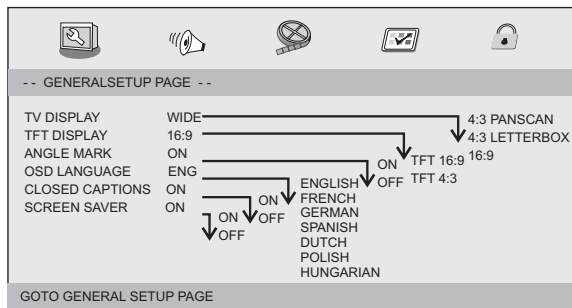 - - GENERALSETUP PAGE - -
TV DISPLAY WIDE 4:3 PANSCAN
TFT DISPLAY 16:9 4:3 LETTERBOX
ANGLE MARK ON ON TFT 16:9 16:9
OSD LANGUAGE ENG ENGLISH OFF TFT 4:3
CLOSED CAPTIONS ON ON FRENCH
SCREEN SAVER ON ON OFF GERMAN
OFF SPANISH
DUTCH
POLISH
HUNGARIAN
GOTO GENERAL SETUP PAGE